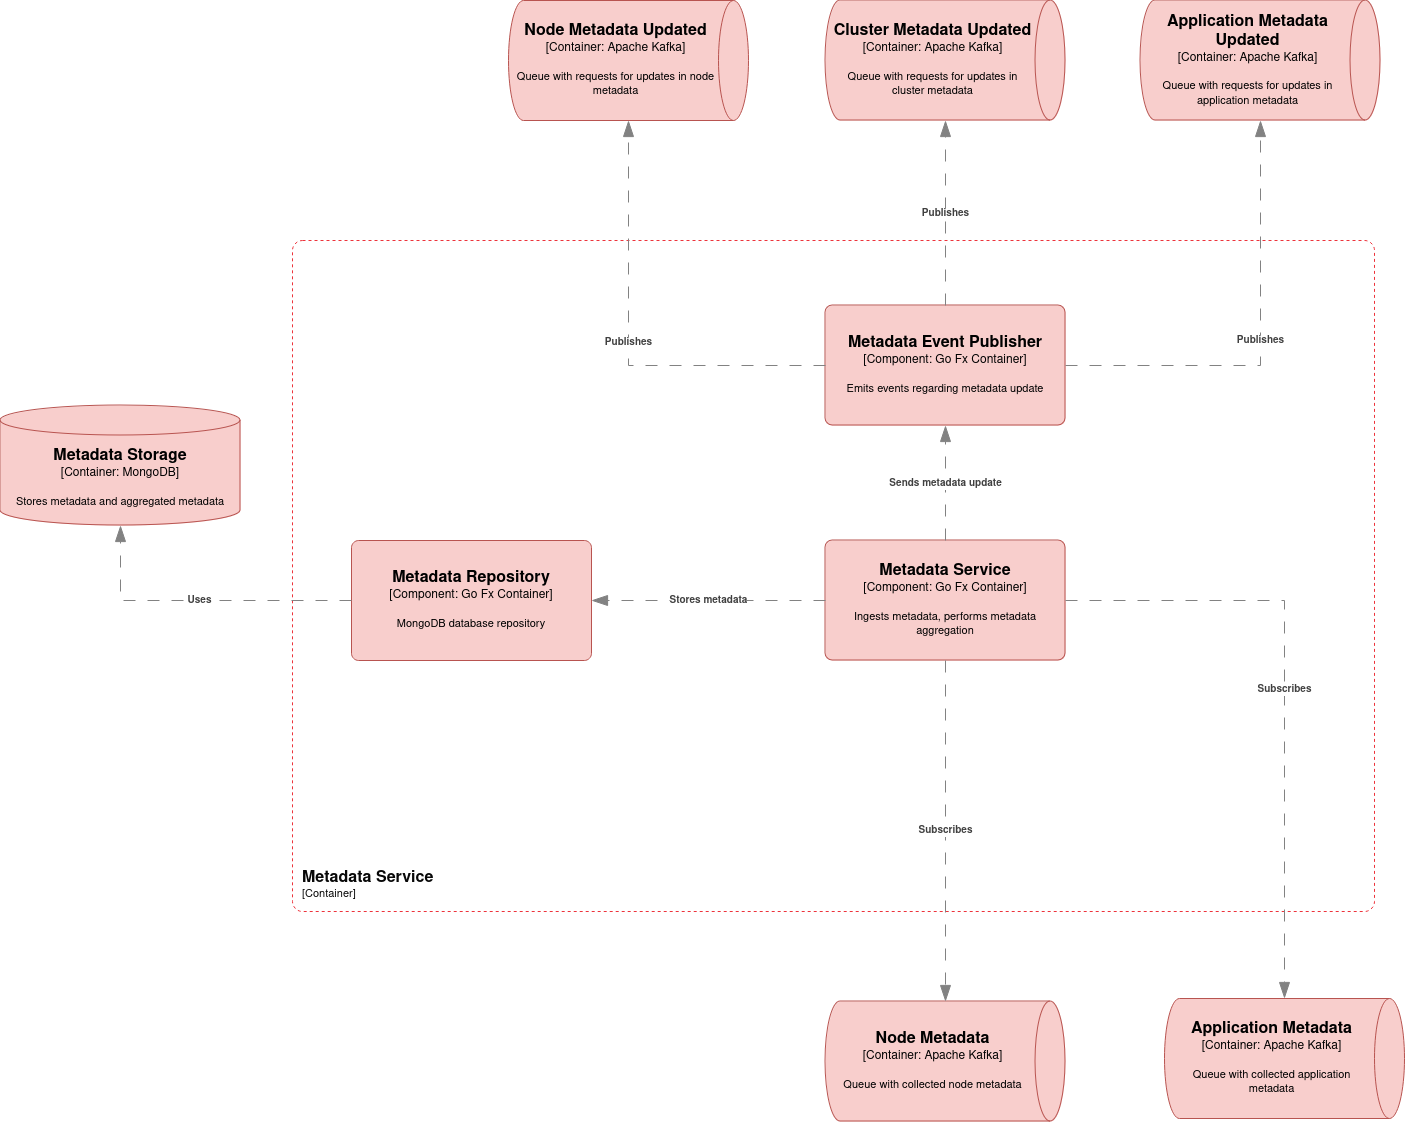 Node Metadata Updated
[Container: Apache Kafka]
Queue with requests for updates in node
metadata
Cluster Metadata Updated
[Container: Apache Kafka]
Queue with requests for updates in
cluster metadata
Application Metadata
Updated
[Container: Apache Kafka]
Queue with requests for updates in
application metadata
Publishes
Publishes
Publishes
Metadata Event Publisher
[Component: Go Fx Container]
Emits events regarding metadata update
Metadata Storage
[Container: MongoDB]
Stores metadata and aggregated metadata
Sends metadata update
Uses
Metadata Repository
[Component: Go Fx Container]
MongoDB database repository
Stores metadata
Metadata Service
[Component: Go Fx Container]
Ingests metadata, performs metadata
aggregation
Subscribes
Subscribes
Metadata Service
[Container]
Node Metadata
[Container: Apache Kafka]
Queue with collected node metadata
Application Metadata
[Container: Apache Kafka]
Queue with collected application
metadata